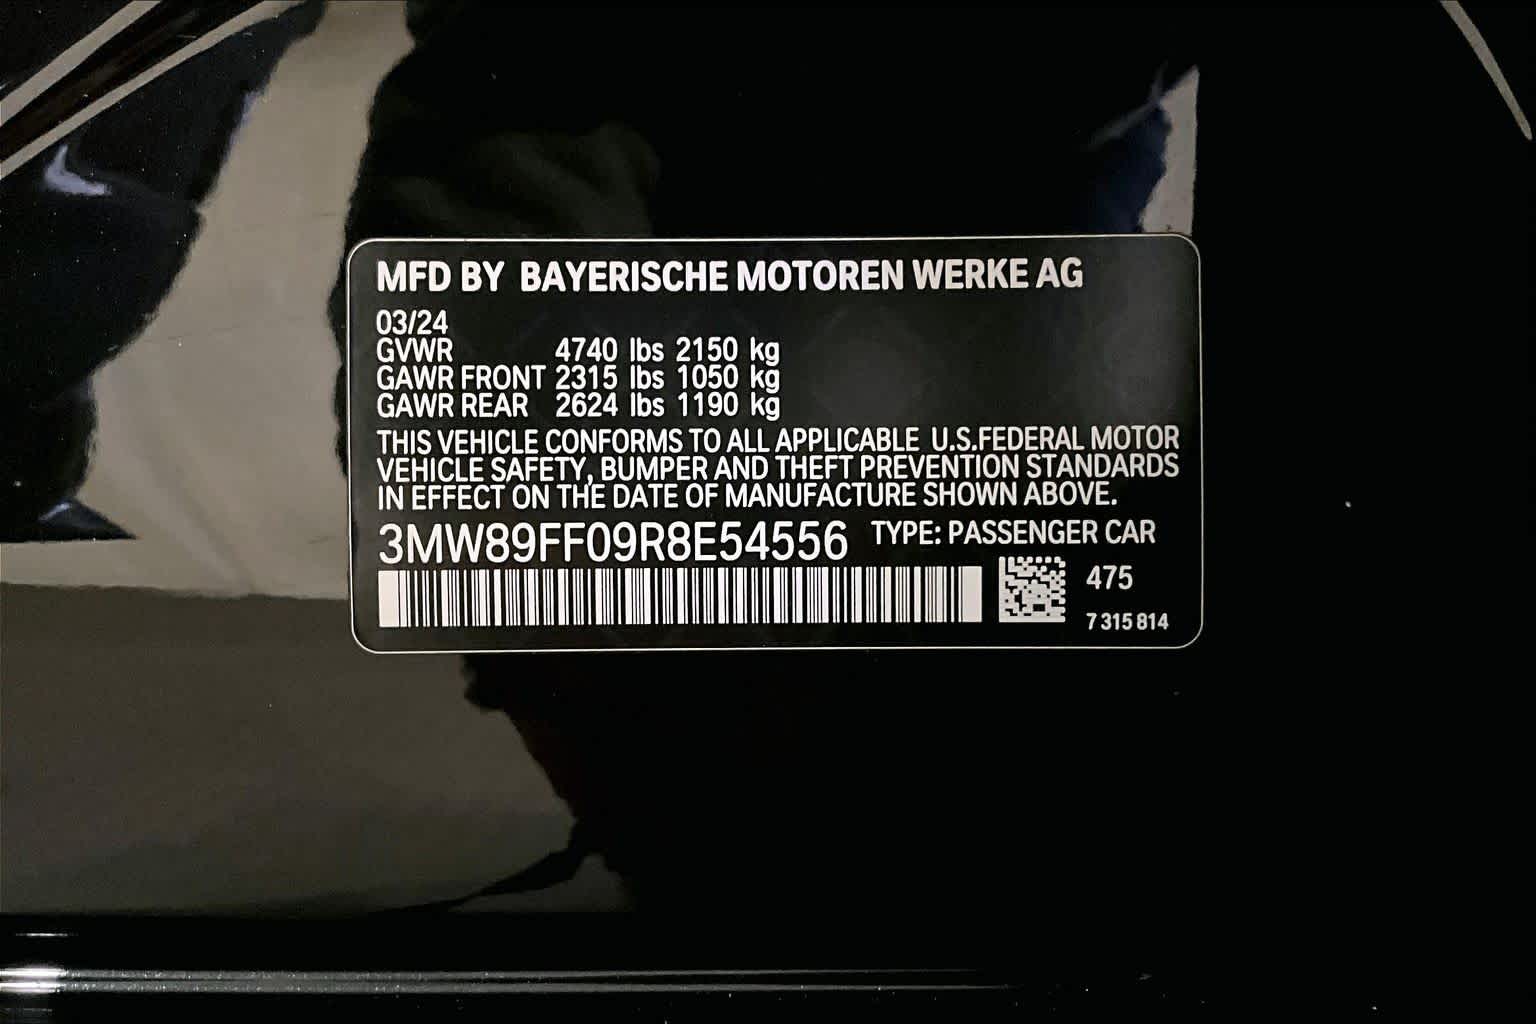 MFD BY BAYERISCHE MOTOREN WERKE AG
03/24
GVWR 4740 lbs 2150 kg
GAWR FRONT 2315 lbs 1050 kg
GAWR REAR 2624 lbs 1190 kg
THIS VEHICLE CONFORMS TO ALL APPLICABLE U.S.FEDERAL MOTOR
VEHICLE SAFETY, BUMPER AND THEFT PREVENTION STANDARDS
IN EFFECT ON THE DATE OF MANUFACTURE SHOWN ABOVE.
3MW89FF09R8E54556 TYPE: PASSENGER CAR
475
7 315 814